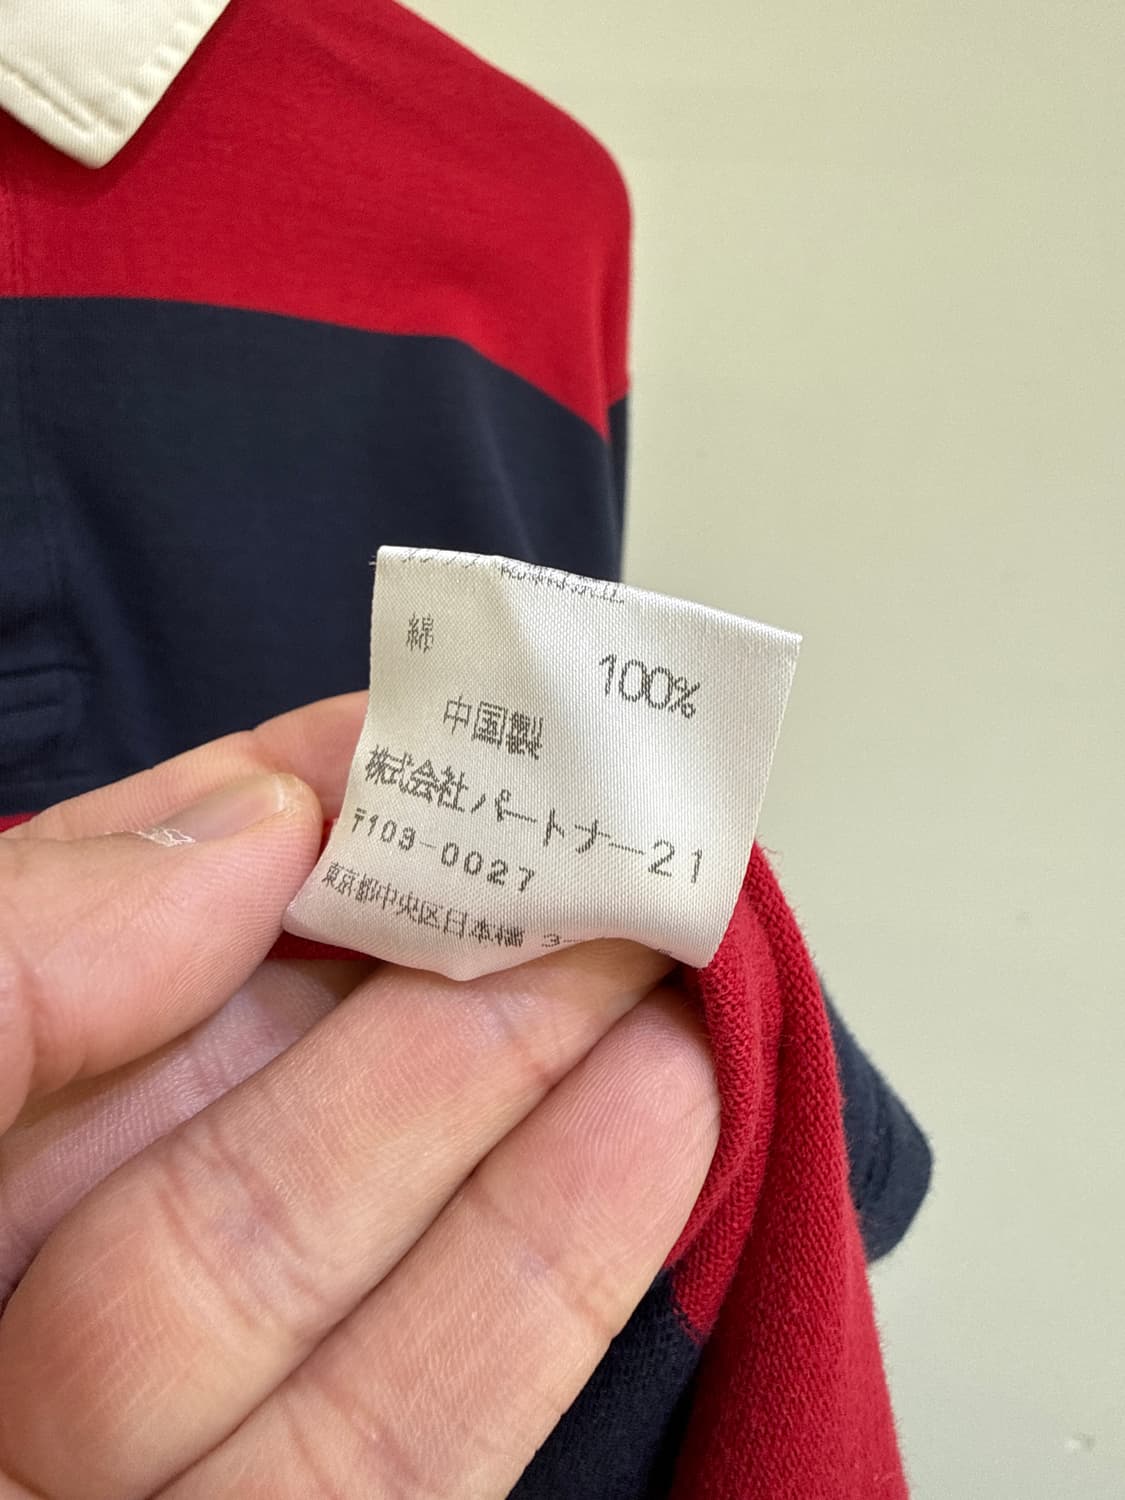 綿
100%
中国製
株式会社パートナー21
〒103-0027
東京都中央区日本橋 3-